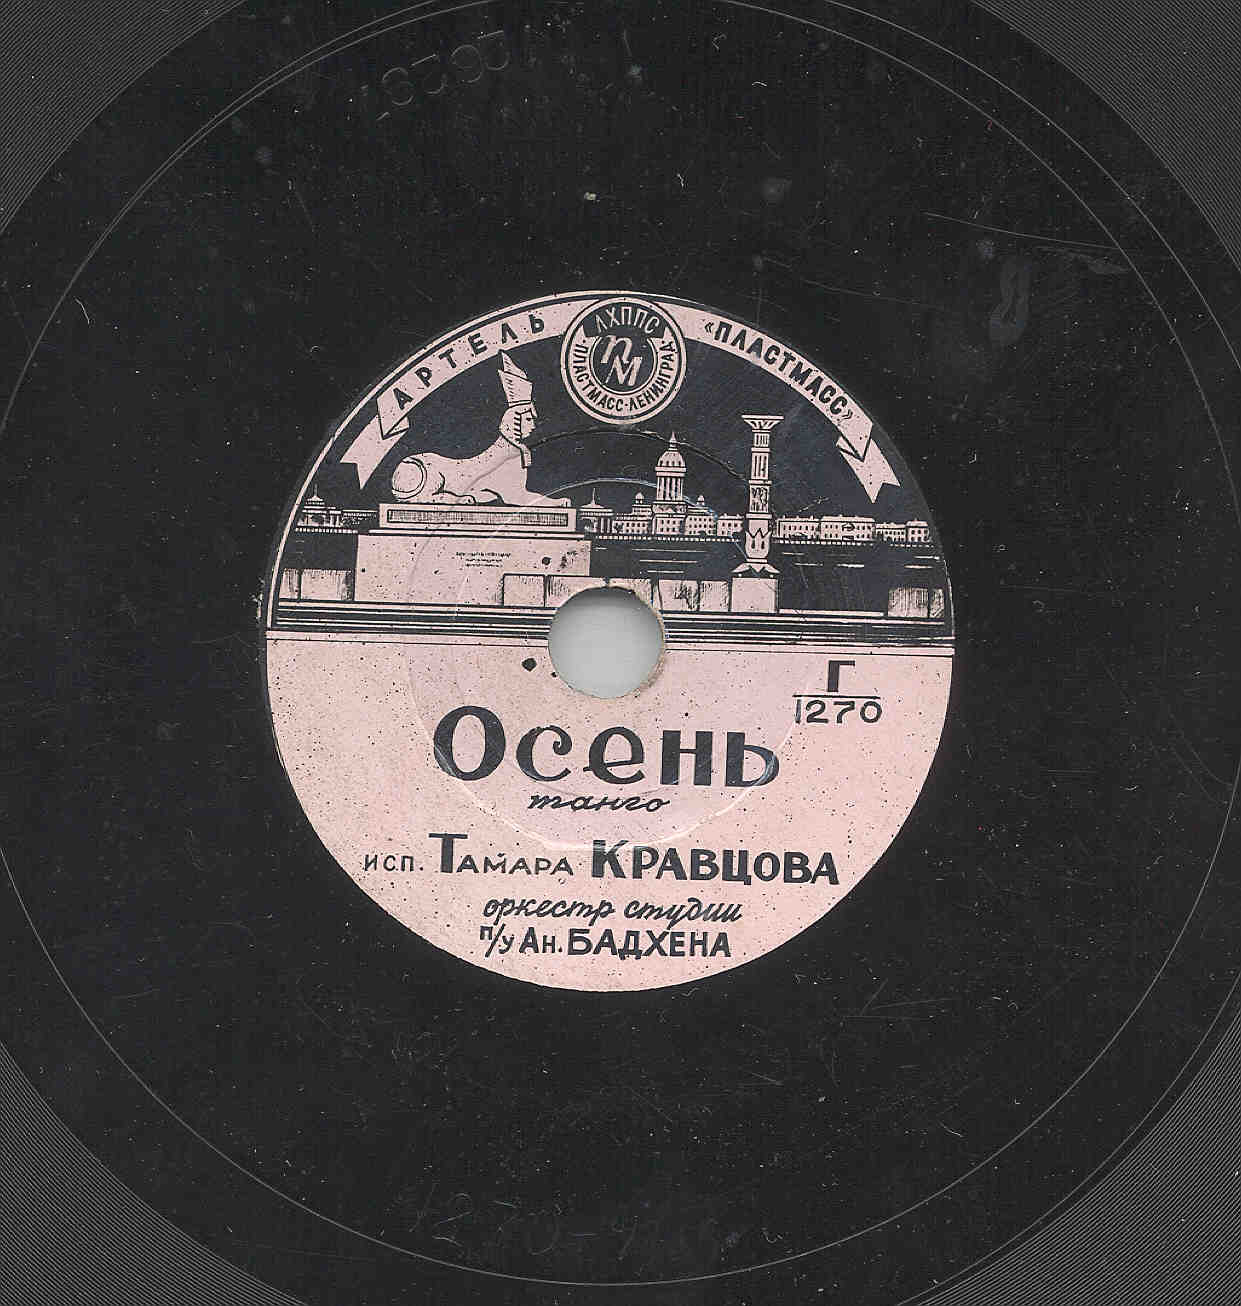 АРТЕЛЬ
ЛХППС
ПМ
ПЛАСТМАСС-ЛЕНИНГРАД
«ПЛАСТМАСС»
Г
1270
Осень
танго
исп. Тамара КРАВЦОВА
оркестр студии
п/у Ан. БАДХЕНА